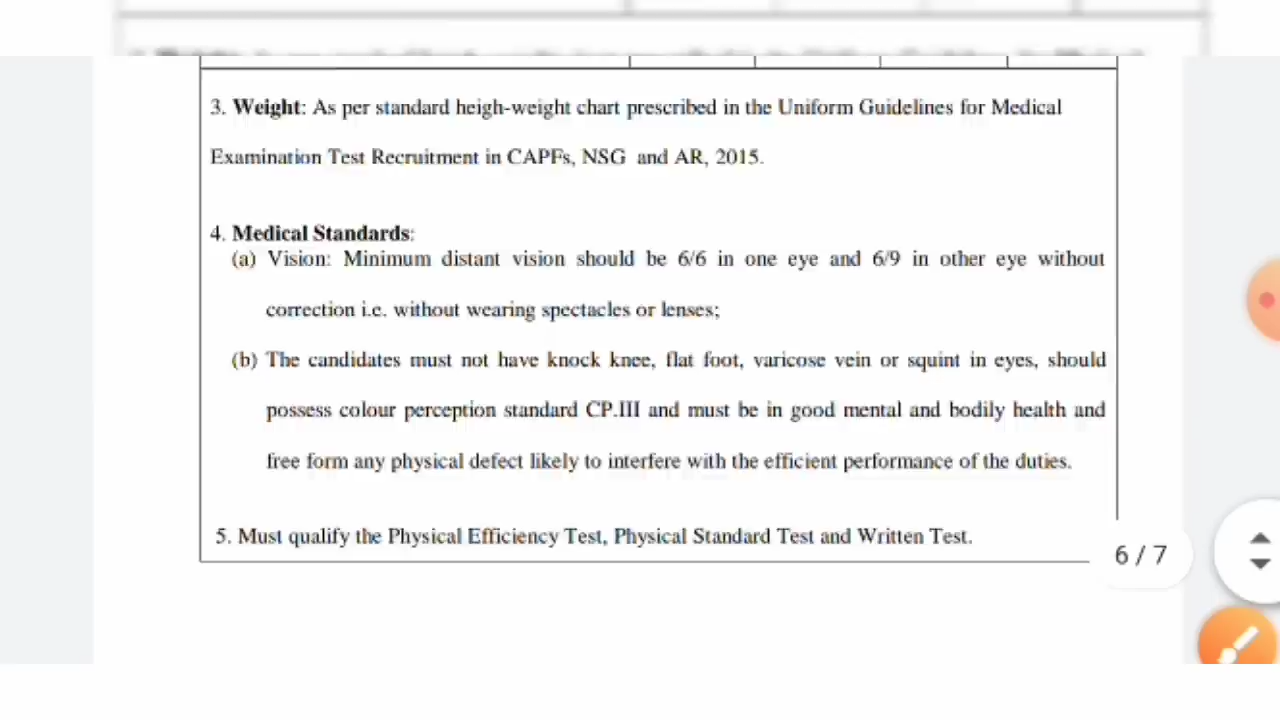 3. Weight: As per standard heigh-weight chart prescribed in the Uniform Guidelines for Medical
Examination Test Recruitment in CAPFs, NSG and AR, 2015.
4. Medical Standards:
(a) Vision: Minimum distant vision should be 6/6 in one eye and 6/9 in other eye without
correction i.e. without wearing spectacles or lenses;
(b) The candidates must not have knock knee, flat foot, varicose vein or squint in eyes, should
possess colour perception standard CP.III and must be in good mental and bodily health and
free form any physical defect likely to interfere with the efficient performance of the duties.
5. Must qualify the Physical Efficiency Test, Physical Standard Test and Written Test.
6 / 7